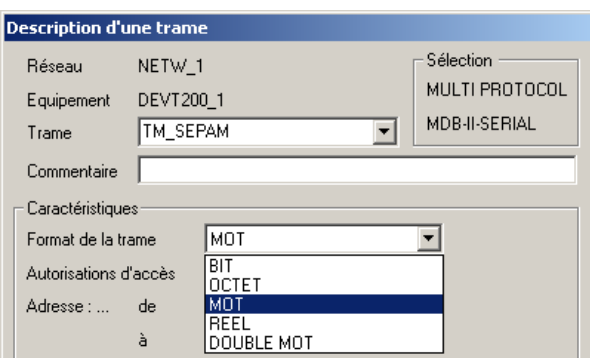 Description d'une trame
Réseau NETW_1
Sélection
MULTI PROTOCOL
Equipement DEVT200_1
MDB-II-SERIAL
Trame TM_SEPAM
Commentaire
Caractéristiques
Format de la trame MOT
Autorisations d'accès
BIT
OCTET
Adresse : ... de
MOT
REEL
à
DOUBLE MOT